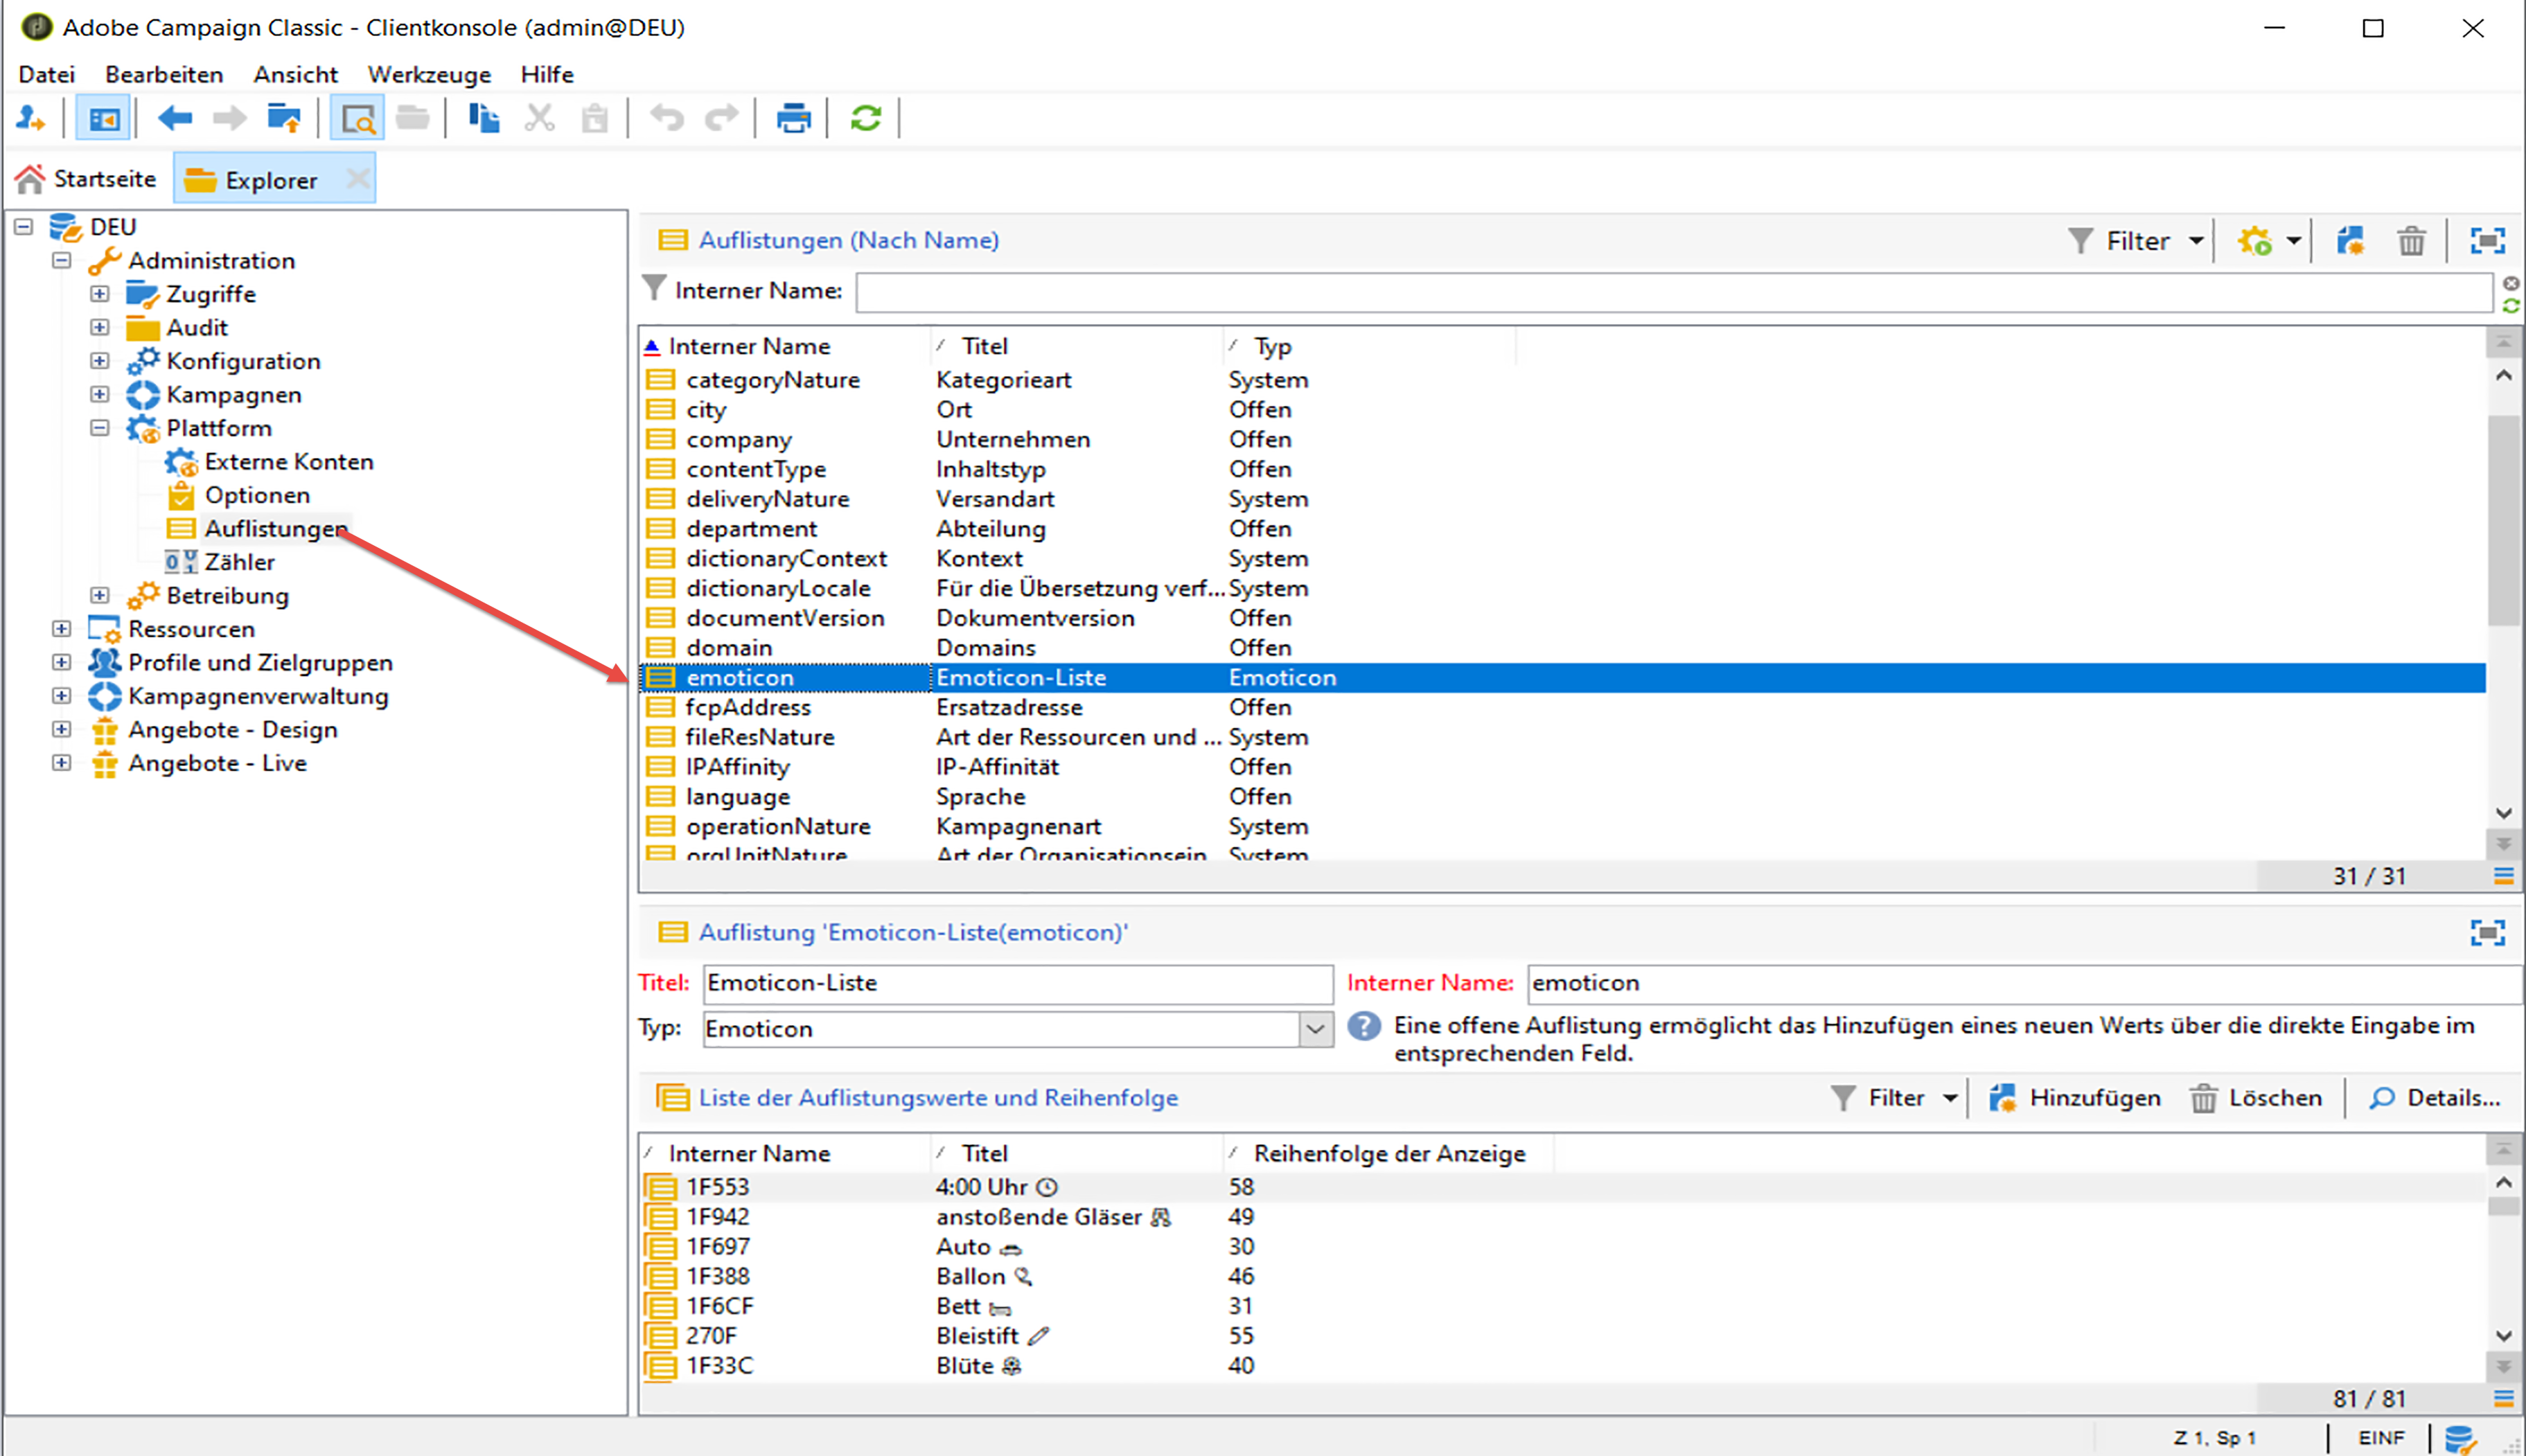 Adobe Campaign Classic - Clientkonsole (admin@DEU)
Datei Bearbeiten Ansicht Werkzeuge Hilfe
Startseite Explorer
DEU
Administration
Zugriffe
Audit
Konfiguration
Kampagnen
Plattform
Externe Konten
Optionen
Auflistungen
Zähler
Betreibung
Ressourcen
Profile und Zielgruppen
Kampagnenverwaltung
Angebote - Design
Angebote - Live
Auflistungen (Nach Name) Filter
Interner Name:
Interner Name Titel Typ
categoryNature Kategorieart System
city Ort Offen
company Unternehmen Offen
contentType Inhaltstyp Offen
deliveryNature Versandart System
department Abteilung Offen
dictionaryContext Kontext System
dictionaryLocale Für die Übersetzung verf... System
documentVersion Dokumentversion Offen
domain Domains Offen
emoticon Emoticon-Liste Emoticon
fcpAddress Ersatzadresse Offen
fileResNature Art der Ressourcen und ... System
IPAffinity IP-Affinität Offen
language Sprache Offen
operationNature Kampagnenart System
orgUnitNature Art der Organisationsein System
31 / 31
Auflistung 'Emoticon-Liste(emoticon)'
Titel: Emoticon-Liste Interner Name: emoticon
Typ: Emoticon Eine offene Auflistung ermöglicht das Hinzufügen eines neuen Werts über die direkte Eingabe im
entsprechenden Feld.
Liste der Auflistungswerte und Reihenfolge Filter Hinzufügen Löschen Details...
Interner Name Titel Reihenfolge der Anzeige
1F553 4:00 Uhr 58
1F942 anstoßende Gläser 49
1F697 Auto 30
1F388 Ballon 46
1F6CF Bett 31
270F Bleistift 55
1F33C Blüte 40
81 / 81
Z 1, Sp 1 EINF